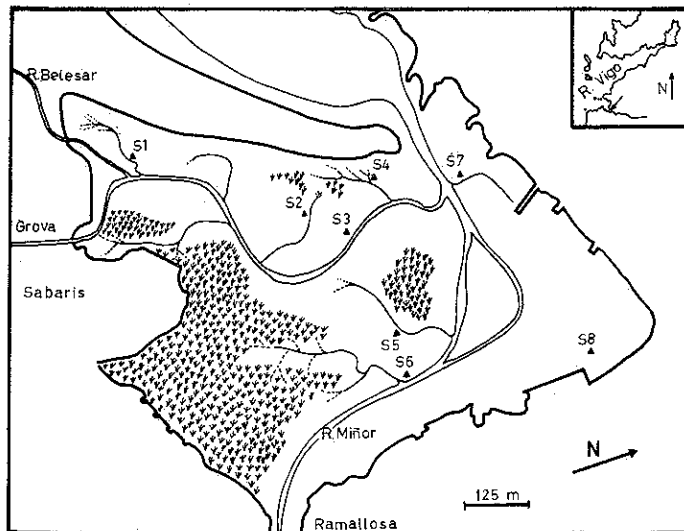 R. Belesar
R. Vigo
N
S1
S4
S7
S2
S3
Grova
Sabaris
S5
S6
S8
R. Miñor
N
125 m
Ramallosa